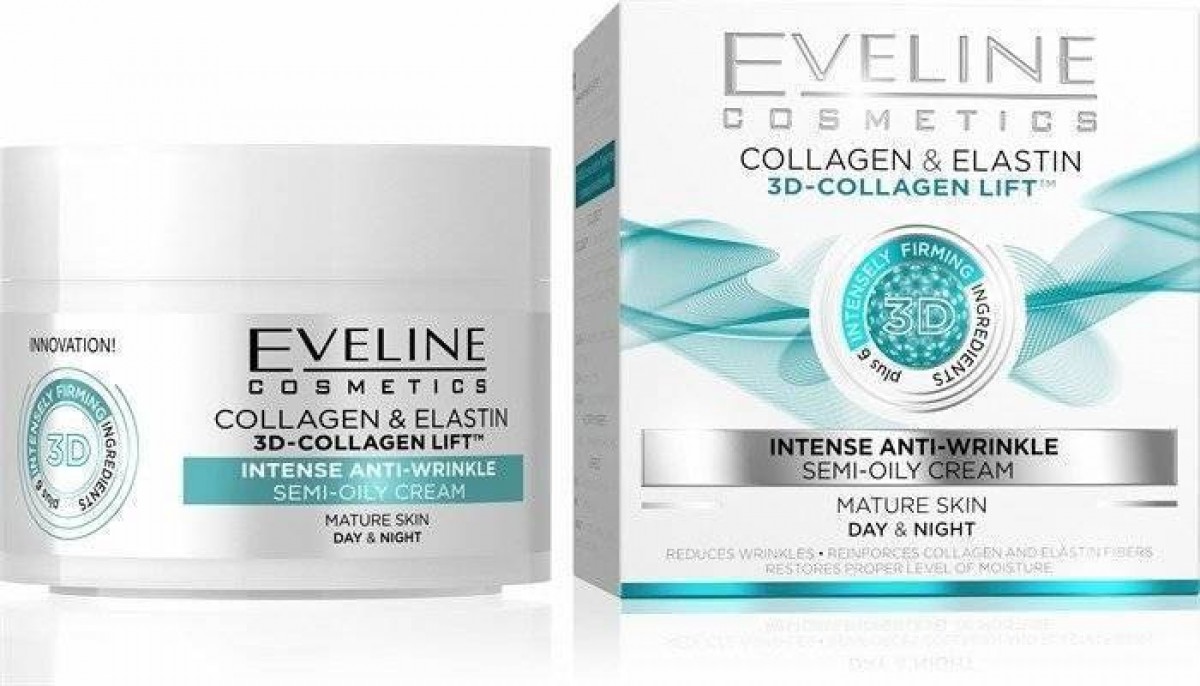 INNOVATION!
plus 6 INTENSELY FIRMING INGREDIENTS
3D
EVELINE
COSMETICS
COLLAGEN & ELASTIN
3D-COLLAGEN LIFT™
INTENSE ANTI-WRINKLE
SEMI-OILY CREAM
MATURE SKIN
DAY & NIGHT
EVELINE
COSMETICS
COLLAGEN & ELASTIN
3D-COLLAGEN LIFT™
plus 6 INTENSELY FIRMING INGREDIENTS
3D
INTENSE ANTI-WRINKLE
SEMI-OILY CREAM
MATURE SKIN
DAY & NIGHT
REDUCES WRINKLES • REINFORCES COLLAGEN AND ELASTIN FIBERS
RESTORES PROPER LEVEL OF MOISTURE